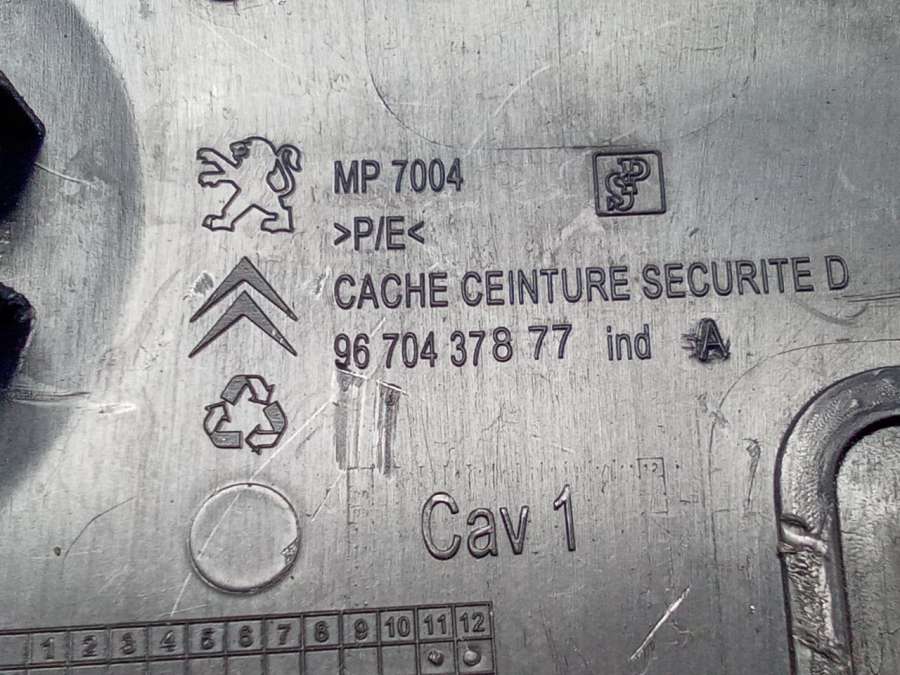 MP 7004
SJP
>P/E<
CACHE CEINTURE SECURITE D
96 704 378 77 ind A
Cav 1
1 2 3 4 5 6 7 8 9 10 11 12